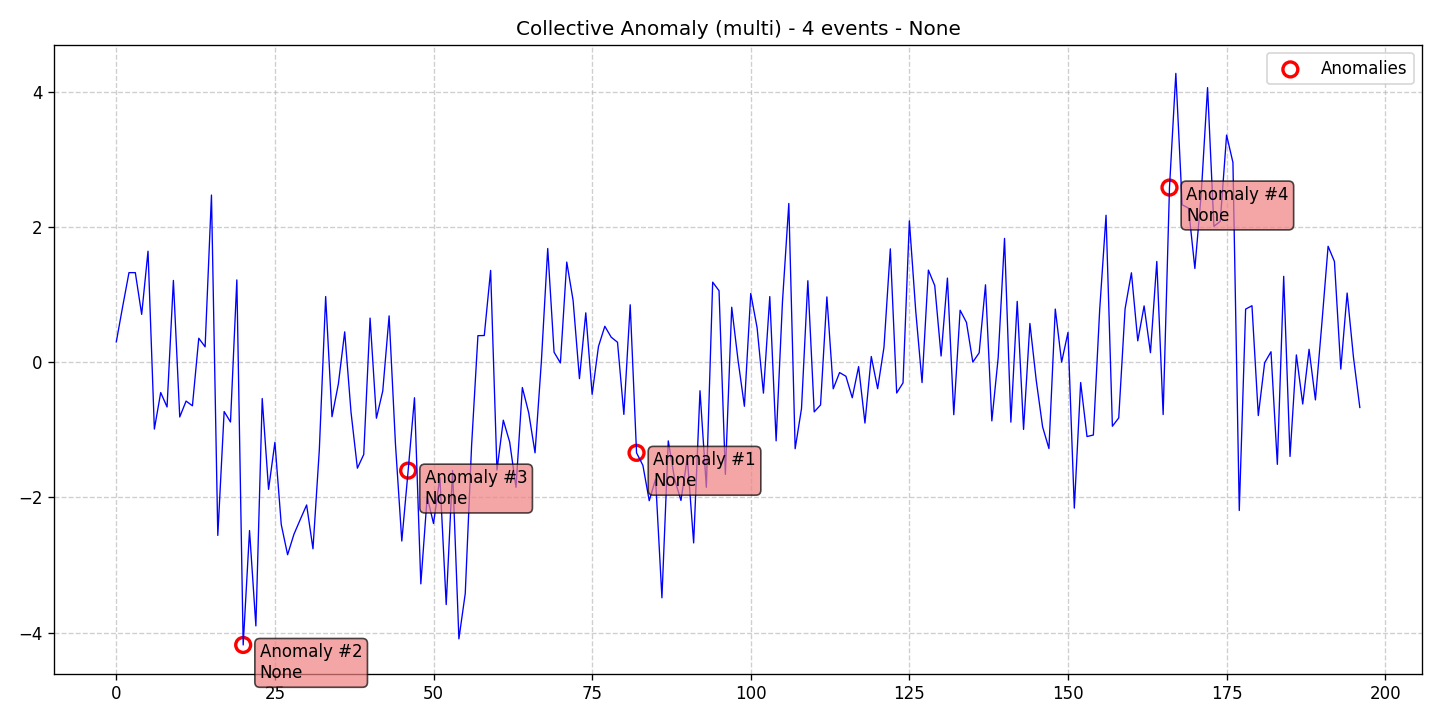 Collective Anomaly (multi) - 4 events - None
Anomalies
4
2
0
−2
−4
Anomaly #4
None
Anomaly #1
None
Anomaly #3
None
Anomaly #2
None
0
25
50
75
100
125
150
175
200